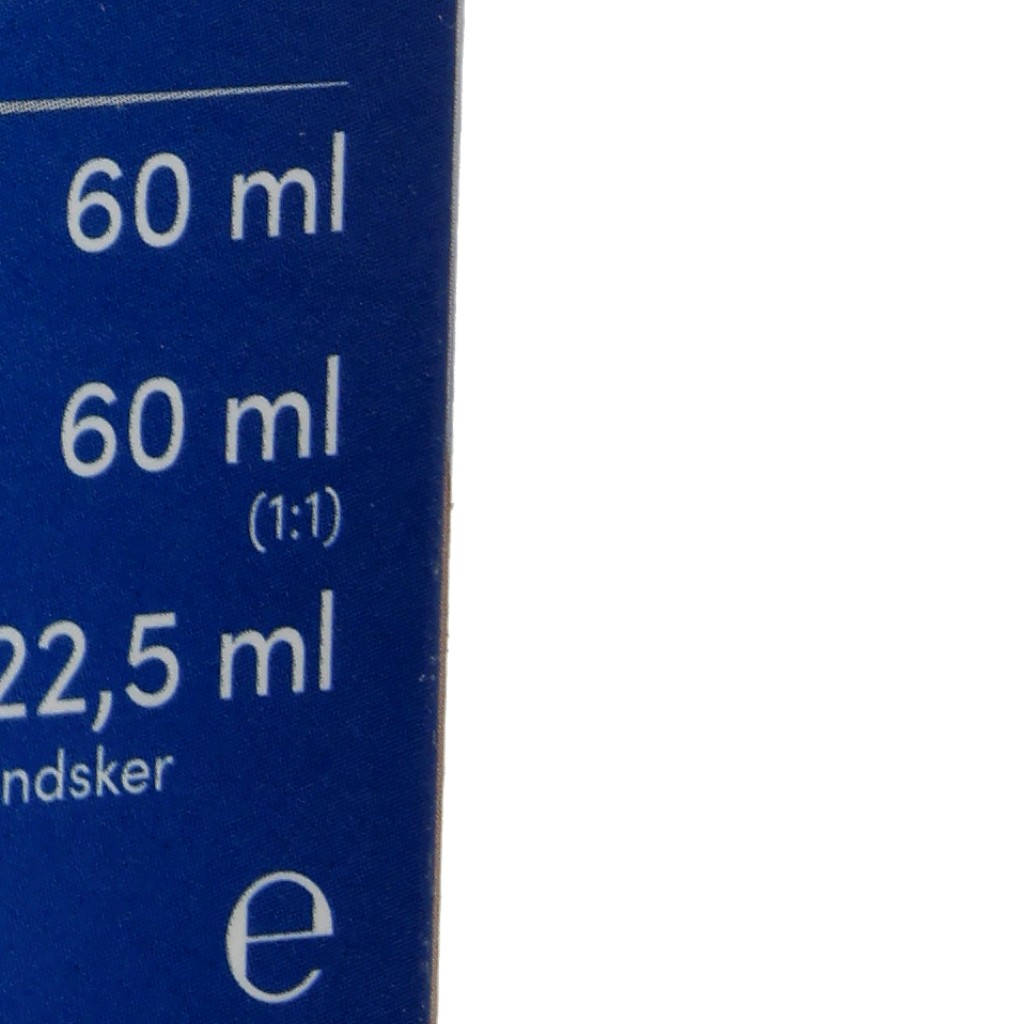 60 ml
60 ml
(1:1)
22,5 ml
ndsker
e